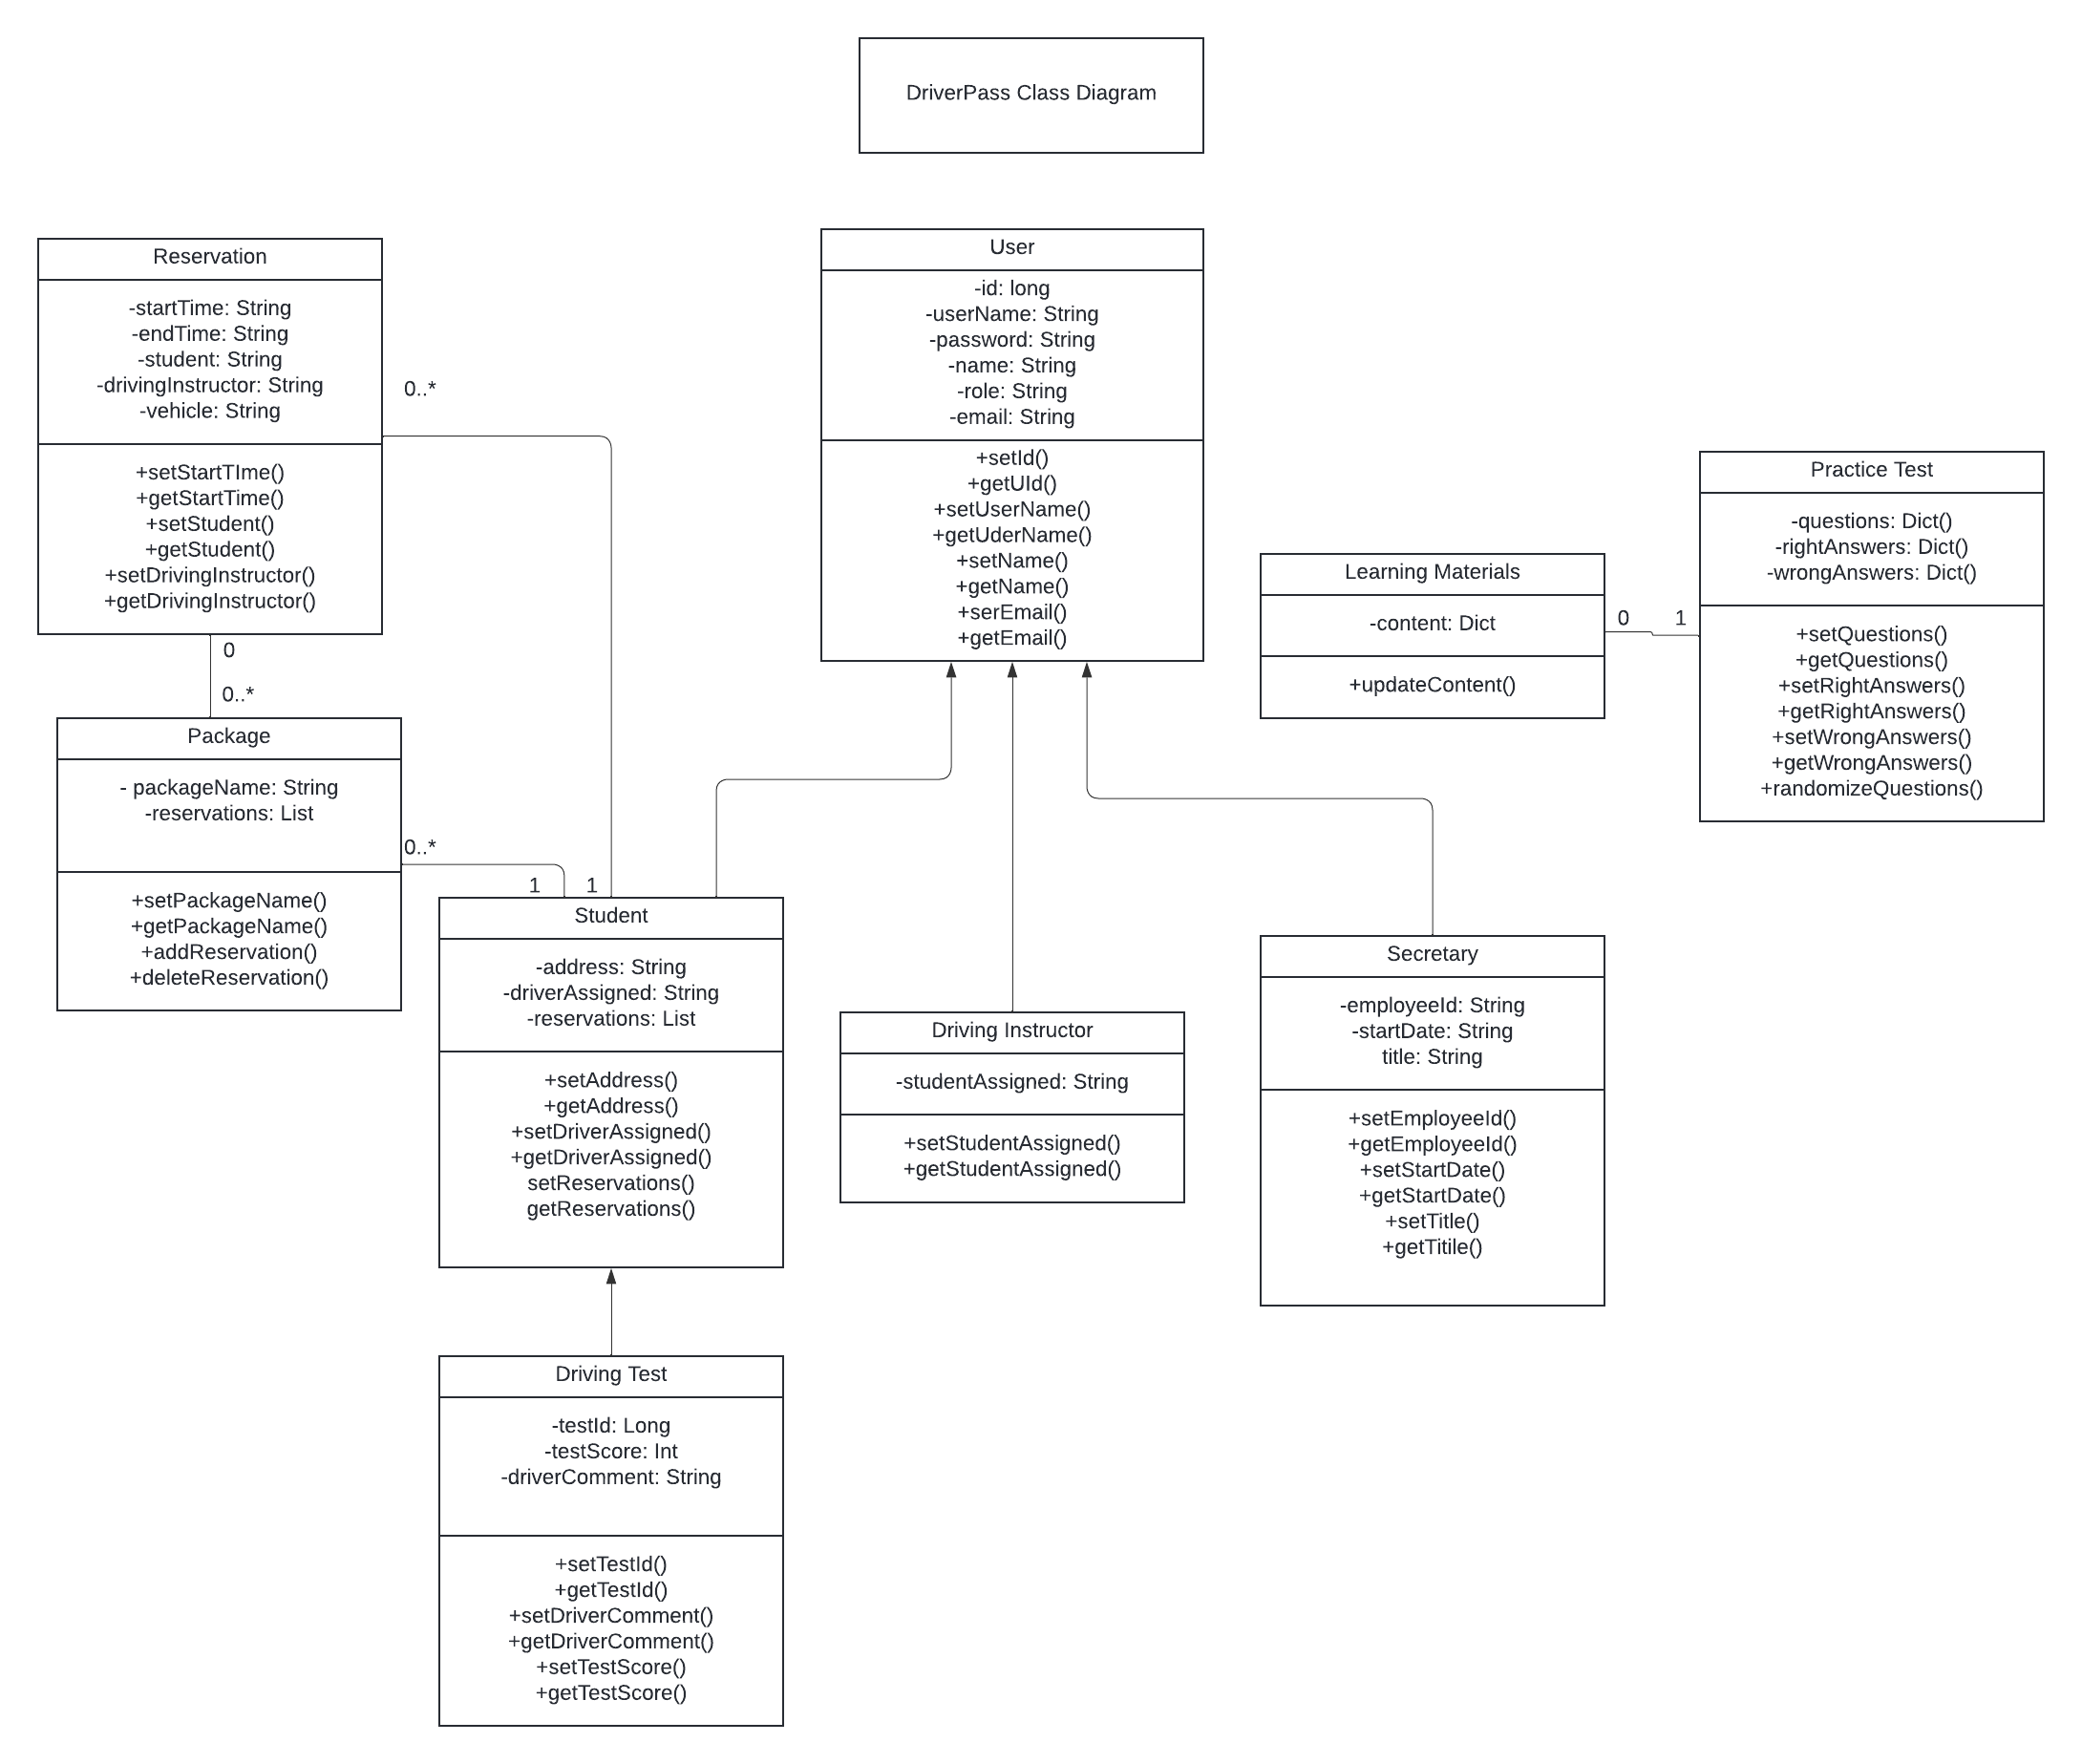 DriverPass Class Diagram
Reservation
-startTime: String
-endTime: String
-student: String
-drivingInstructor: String
-vehicle: String
+setStartTIme()
+getStartTime()
+setStudent()
+getStudent()
+setDrivingInstructor()
+getDrivingInstructor()
0..*
0
0..*
Package
- packageName: String
-reservations: List
+setPackageName()
+getPackageName()
+addReservation()
+deleteReservation()
0..*
1
1
User
-id: long
-userName: String
-password: String
-name: String
-role: String
-email: String
+setId()
+getUId()
+setUserName()
+getUderName()
+setName()
+getName()
+serEmail()
+getEmail()
Learning Materials
-content: Dict
+updateContent()
0
1
Practice Test
-questions: Dict()
-rightAnswers: Dict()
-wrongAnswers: Dict()
+setQuestions()
+getQuestions()
+setRightAnswers()
+getRightAnswers()
+setWrongAnswers()
+getWrongAnswers()
+randomizeQuestions()
Student
-address: String
-driverAssigned: String
-reservations: List
+setAddress()
+getAddress()
+setDriverAssigned()
+getDriverAssigned()
setReservations()
getReservations()
Driving Instructor
-studentAssigned: String
+setStudentAssigned()
+getStudentAssigned()
Secretary
-employeeId: String
-startDate: String
title: String
+setEmployeeId()
+getEmployeeId()
+setStartDate()
+getStartDate()
+setTitle()
+getTitile()
Driving Test
-testId: Long
-testScore: Int
-driverComment: String
+setTestId()
+getTestId()
+setDriverComment()
+getDriverComment()
+setTestScore()
+getTestScore()